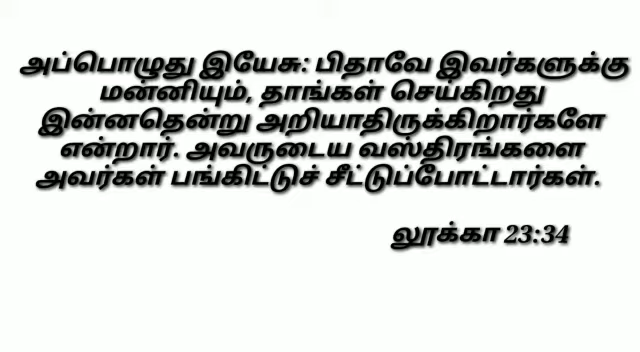 அப்பொழுது இயேசு: பிதாவே இவர்களுக்கு
மன்னியும், தாங்கள் செய்கிறது
இன்னதென்று அறியாதிருக்கிறார்களே
என்றார். அவருடைய வஸ்திரங்களை
அவர்கள் பங்கிட்டுச் சீட்டுப்போட்டார்கள்.
லூக்கா 23:34